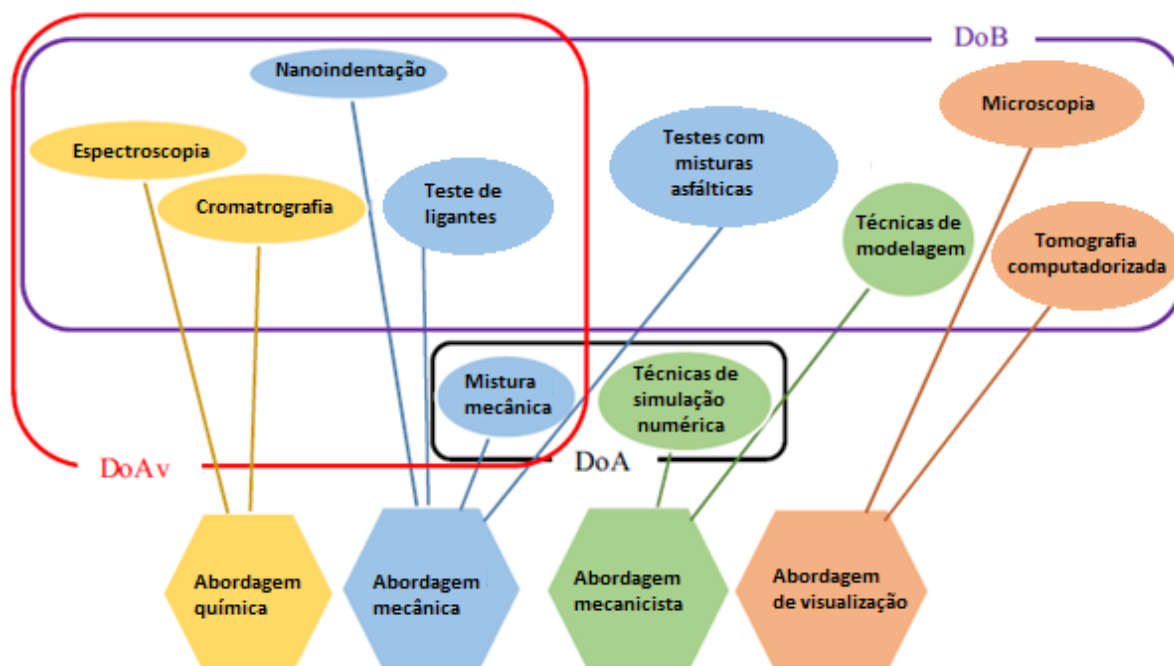 DoB
Nanoindentação
Microscopia
Espectroscopia
Testes com
misturas
asfálticas
Cromatrografia
Teste de
ligantes
Técnicas de
modelagem
Tomografia
computadorizada
Mistura
mecânica
Técnicas de
simulação
numérica
DoAv
DoA
Abordagem
química
Abordagem
mecânica
Abordagem
mecanicista
Abordagem
de visualização